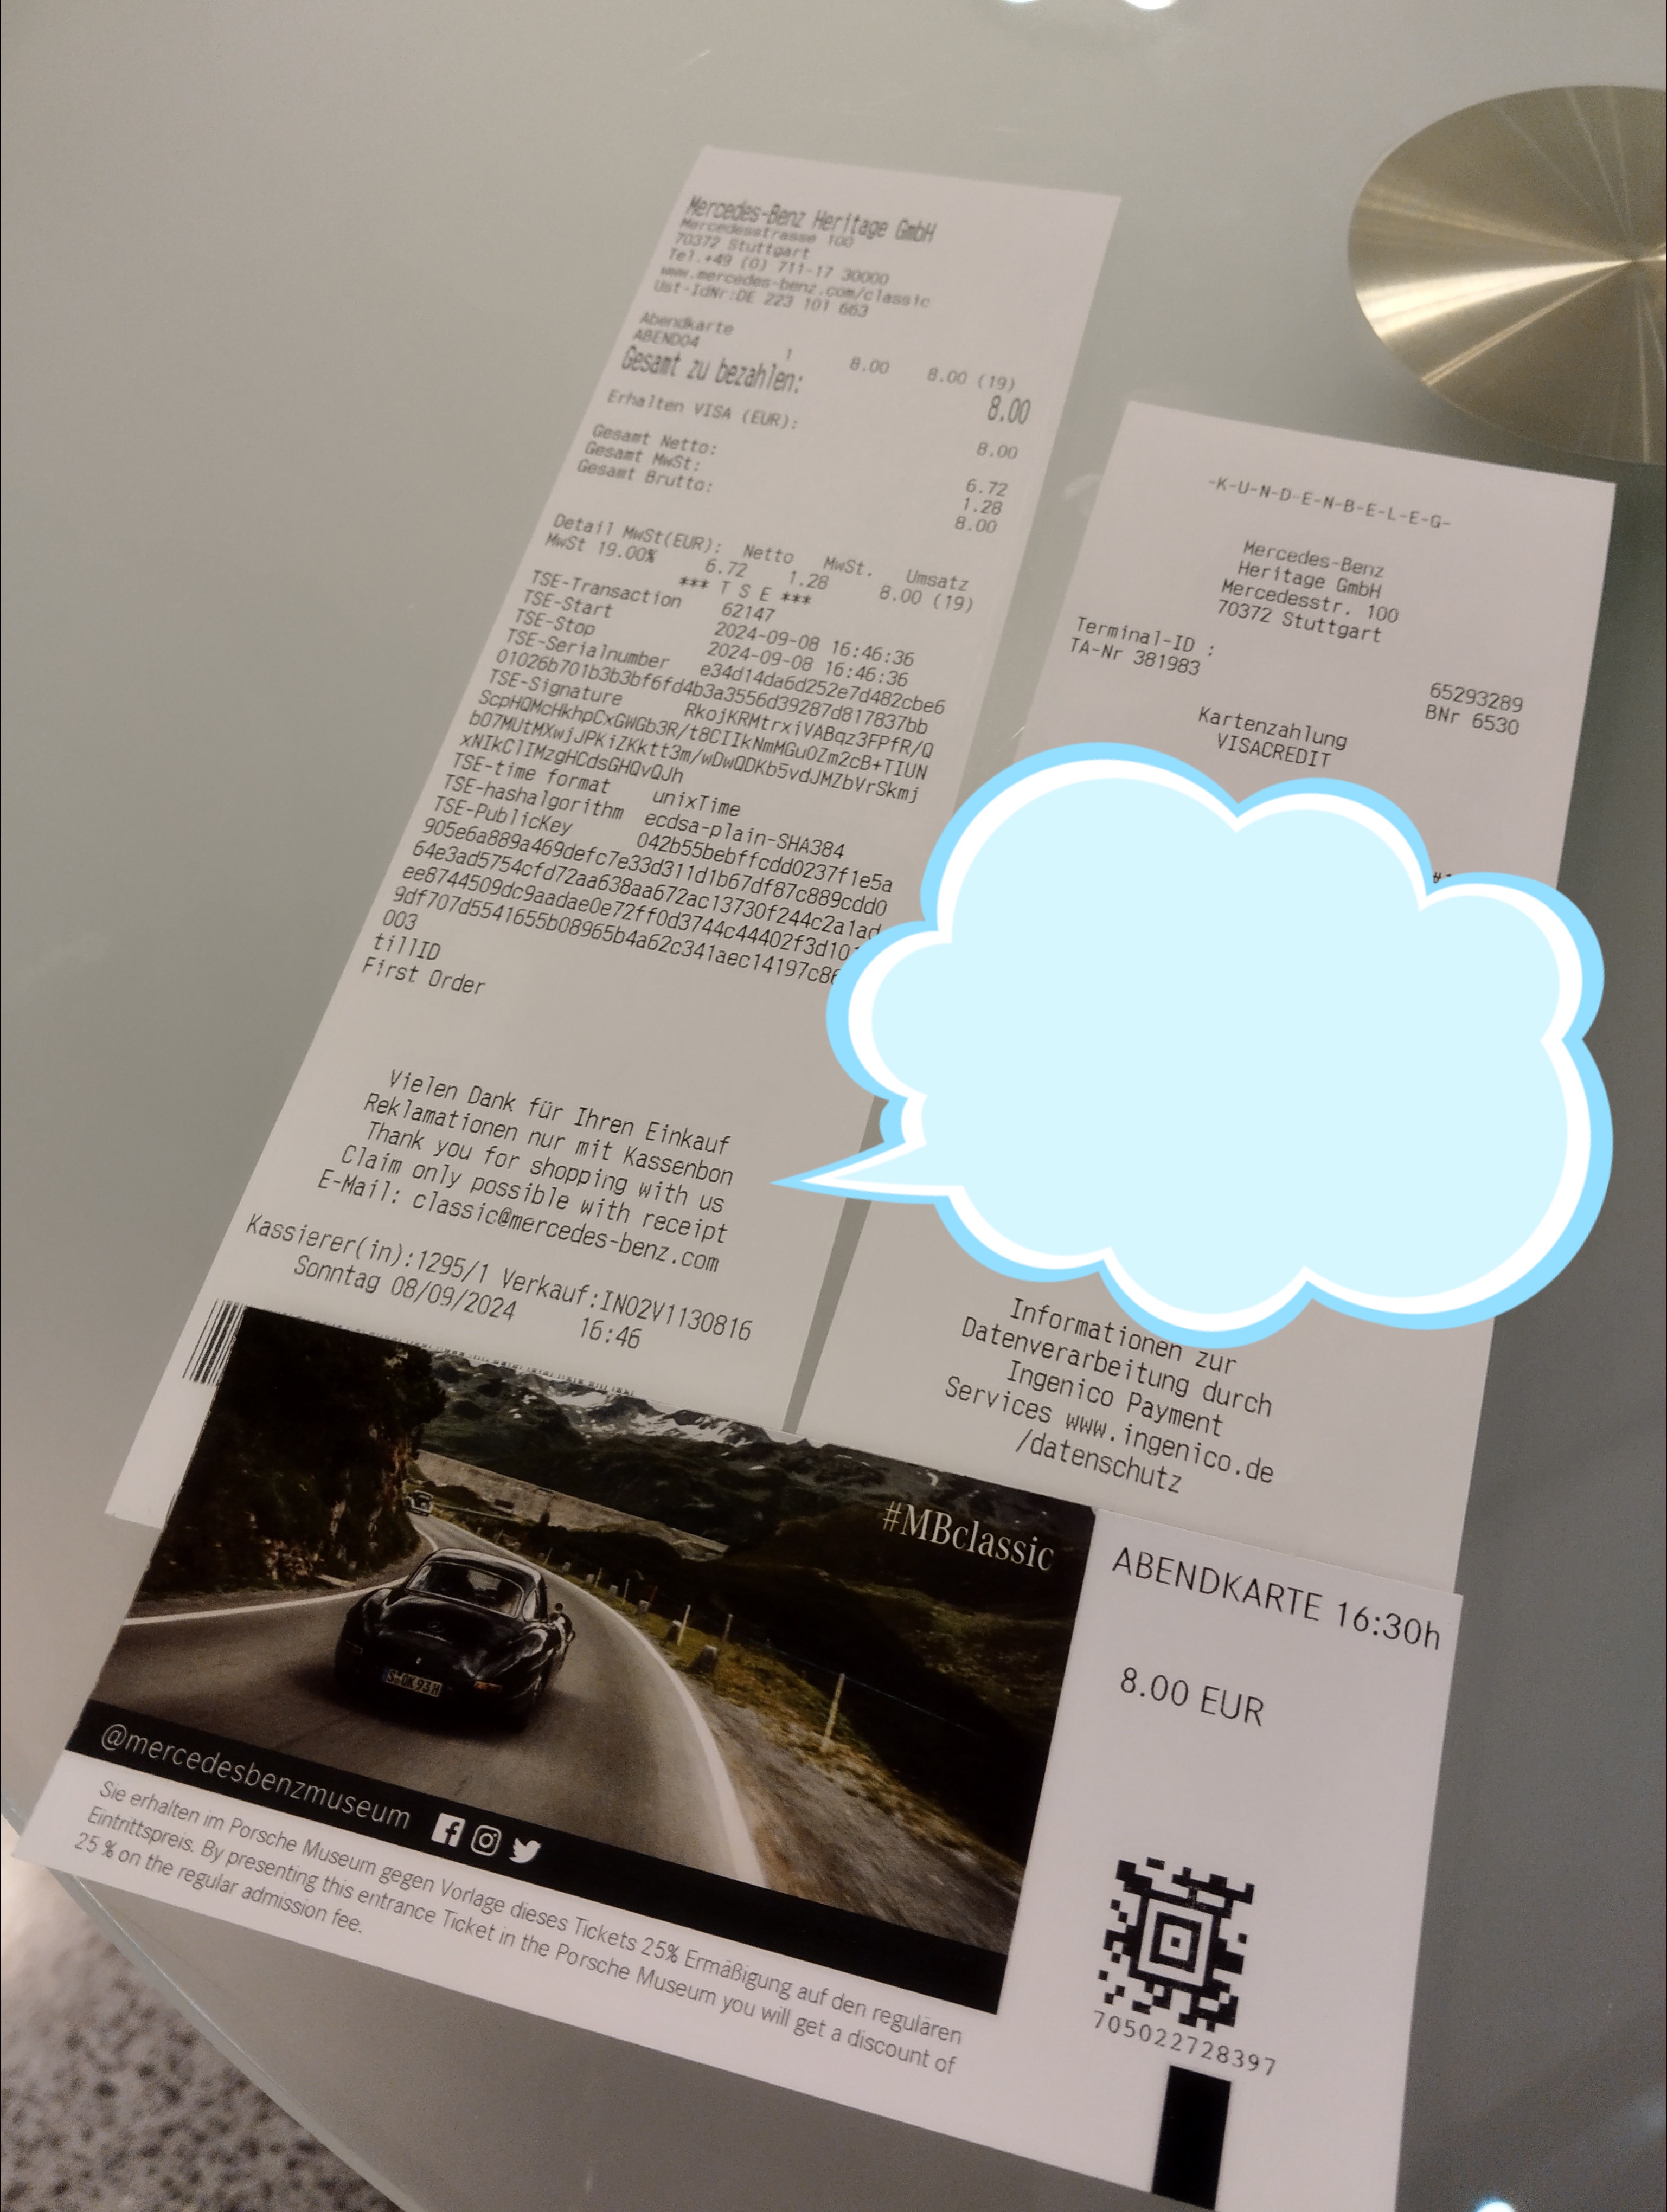 Mercedes-Benz Heritage GmbH
Mercedesstrasse 100
70372 Stuttgart
Tel.+49 (0) 711-17 30000
www.mercedes-benz.com/classic
Ust-IdNr:DE 223 101 663
Abendkarte
ABEND04 1 8.00 8.00 (19)
Gesamt zu bezahlen: 8.00
Erhalten VISA (EUR): 8.00
Gesamt Netto: 6.72
Gesamt MwSt: 1.28
Gesamt Brutto: 8.00
Detail MwSt(EUR): Netto MwSt. Umsatz
MwSt 19.00% 6.72 1.28 8.00 (19)
*** T S E ***
TSE-Transaction 62147
TSE-Start 2024-09-08 16:46:36
TSE-Stop 2024-09-08 16:46:36
TSE-Serialnumber e34d14da6d252e7d482cbe6
01026b701b3b3bf6fd4b3a3556d39287d817837bb
TSE-Signature RkojKRMtrxiVABqz3FPfR/Q
ScpHQMcHkhpCxGWGb3R/t8CIIkNmMGu0Zm2cB+TIUN
b07MUtMXwjJPKiZKktt3m/wDwQDKb5vdJMZbVrSkmj
xNIkClIMzgHCdsGHQvQJh
TSE-time format unixTime
TSE-hashalgorithm ecdsa-plain-SHA384
TSE-PublicKey 042b55bebffcdd0237f1e5a
905e6a889a469defc7e33d311d1b67df87c889cdd0
64e3ad5754cfd72aa638aa672ac13730f244c2a1ad
ee8744509dc9aadae0e72ff0d3744c44402f3d10
9df707d5541655b08965b4a62c341aec14197c8
003
tillID
First Order
Vielen Dank für Ihren Einkauf
Reklamationen nur mit Kassenbon
Thank you for shopping with us
Claim only possible with receipt
E-Mail: classic@mercedes-benz.com
Kassierer(in):1295/1 Verkauf:IN02V1130816
Sonntag 08/09/2024 16:46
-K-U-N-D-E-N-B-E-L-E-G-
Mercedes-Benz
Heritage GmbH
Mercedesstr. 100
70372 Stuttgart
Terminal-ID : 65293289
TA-Nr 381983 BNr 6530
Kartenzahlung
VISACREDIT
Informationen zur
Datenverarbeitung durch
Ingenico Payment
Services www.ingenico.de
/datenschutz
#MBclassic
S-OK 93H
@mercedesbenzmuseum
Sie erhalten im Porsche Museum gegen Vorlage dieses Tickets 25% Ermäßigung auf den regulären
Eintrittspreis. By presenting this entrance Ticket in the Porsche Museum you will get a discount of
25 % on the regular admission fee.
ABENDKARTE 16:30h
8.00 EUR
705022728397